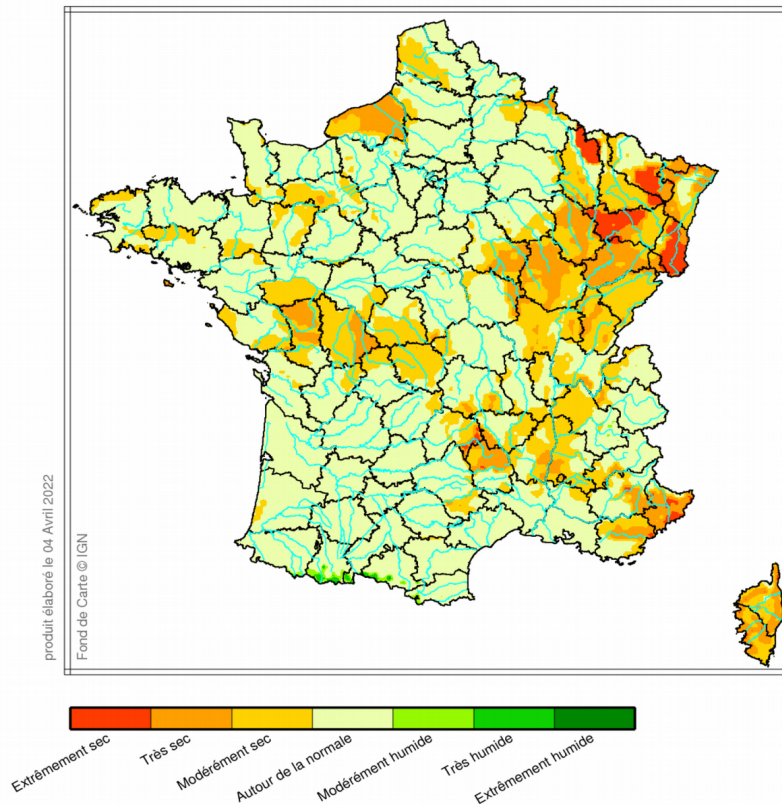 produit élaboré le 04 Avril 2022
Fond de Carte © IGN
Extrêmement sec
Très sec
Modérément sec
Autour de la normale
Modérément humide
Très humide
Extrêmement humide